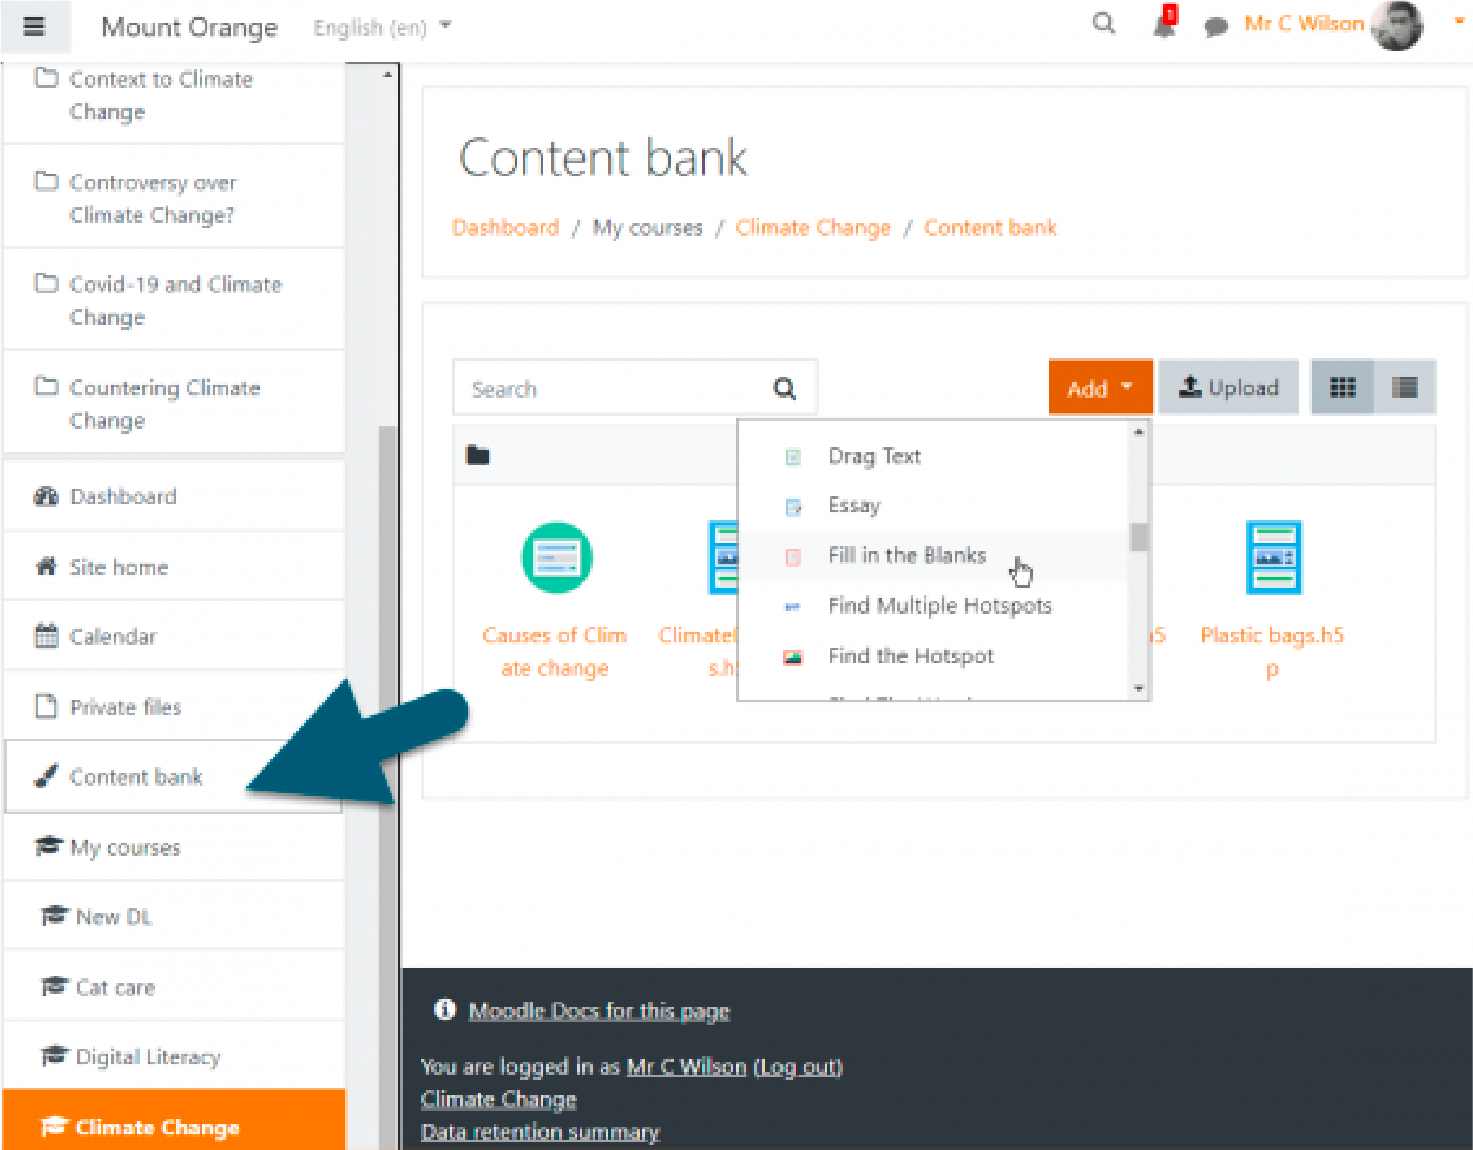 Mount Orange English (en)
1 Mr C Wilson
Context to Climate
Change
Controversy over
Climate Change?
Covid-19 and Climate
Change
Countering Climate
Change
Dashboard
Site home
Calendar
Private files
Content bank
My courses
New DL
Cat care
Digital Literacy
Climate Change
Content bank
Dashboard / My courses / Climate Change / Content bank
Search
Add Upload
Drag Text
Essay
Fill in the Blanks
Find Multiple Hotspots
Find the Hotspot
Causes of Clim
ate change
Climate
s.h
5
Plastic bags.h5
p
Moodle Docs for this page
You are logged in as Mr C Wilson (Log out)
Climate Change
Data retention summary